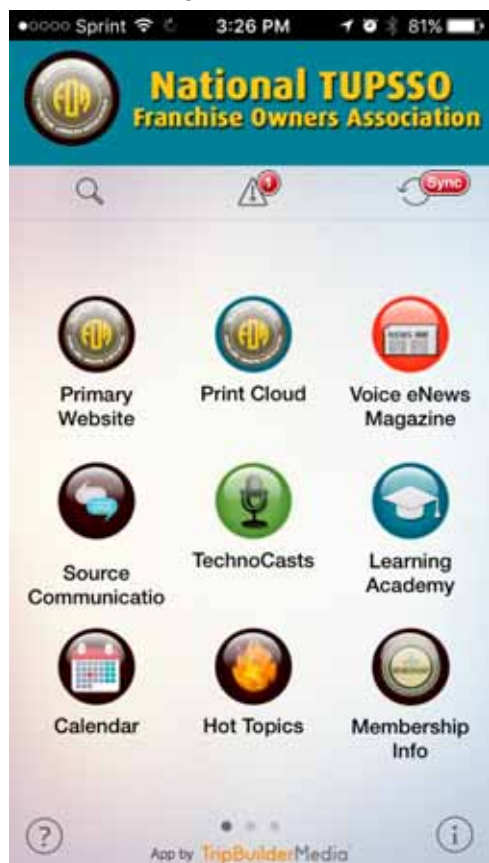 Sprint 3:26 PM 81%
National TUPSSO
Franchise Owners Association
1 Sync
Primary Website
Print Cloud
Voice eNews Magazine
Source Communicatio
TechnoCasts
Learning Academy
Calendar
Hot Topics
Membership Info
? i
App by TripBuilderMedia